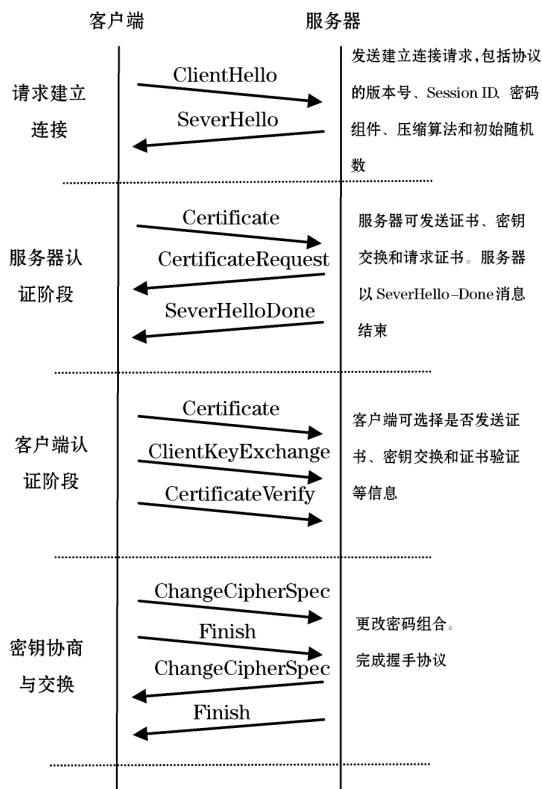 客户端
服务器
请求建立
连接
ClientHello
SeverHello
发送建立连接请求,包括协议
的版本号、Session ID、密码
组件、压缩算法和初始随机
数
服务器认
证阶段
Certificate
CertificateRequest
SeverHelloDone
服务器可发送证书、密钥
交换和请求证书。服务器
以SeverHello-Done消息
结束
客户端认
证阶段
Certificate
ClientKeyExchange
CertificateVerify
客户端可选择是否发送证
书、密钥交换和证书验证
等信息
密钥协商
与交换
ChangeCipherSpec
Finish
ChangeCipherSpec
Finish
更改密码组合。
完成握手协议